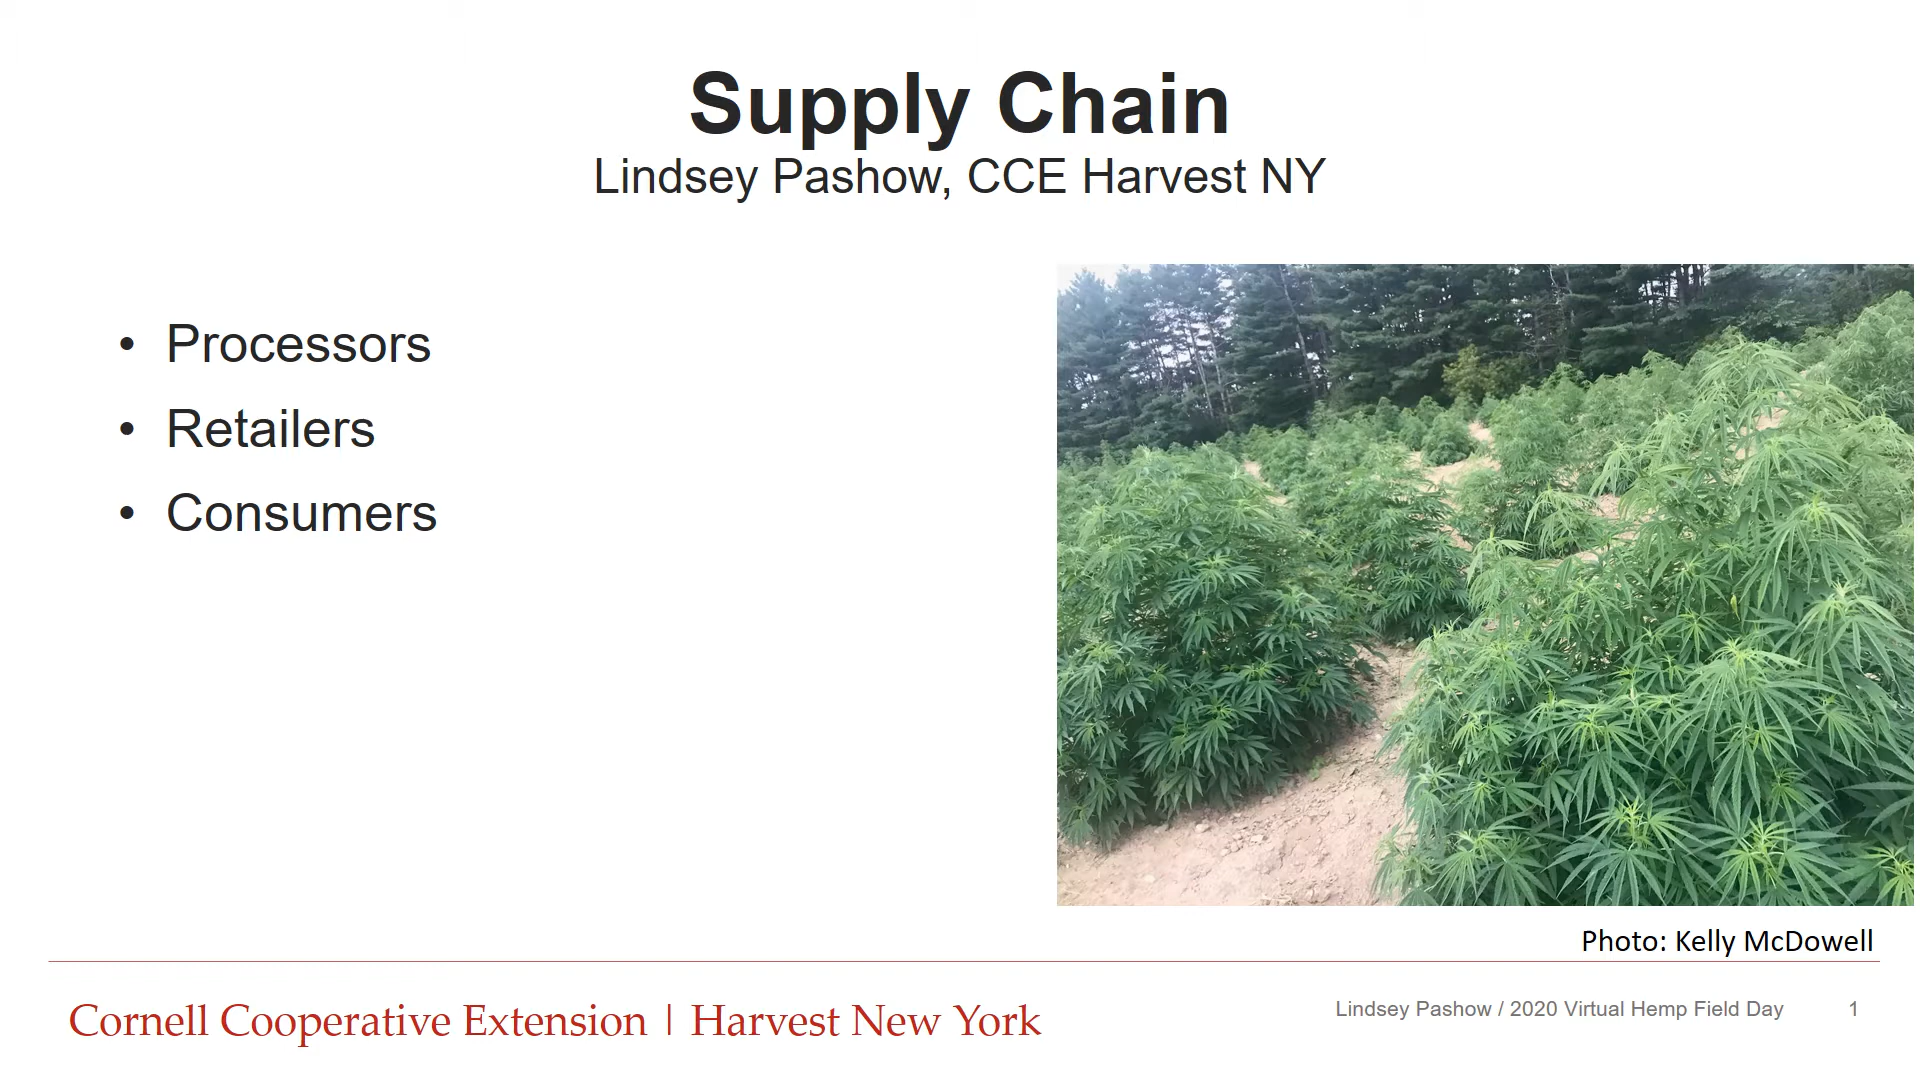 Supply Chain
Lindsey Pashow, CCE Harvest NY
• Processors
• Retailers
• Consumers
Photo: Kelly McDowell
Cornell Cooperative Extension | Harvest New York
Lindsey Pashow / 2020 Virtual Hemp Field Day
1